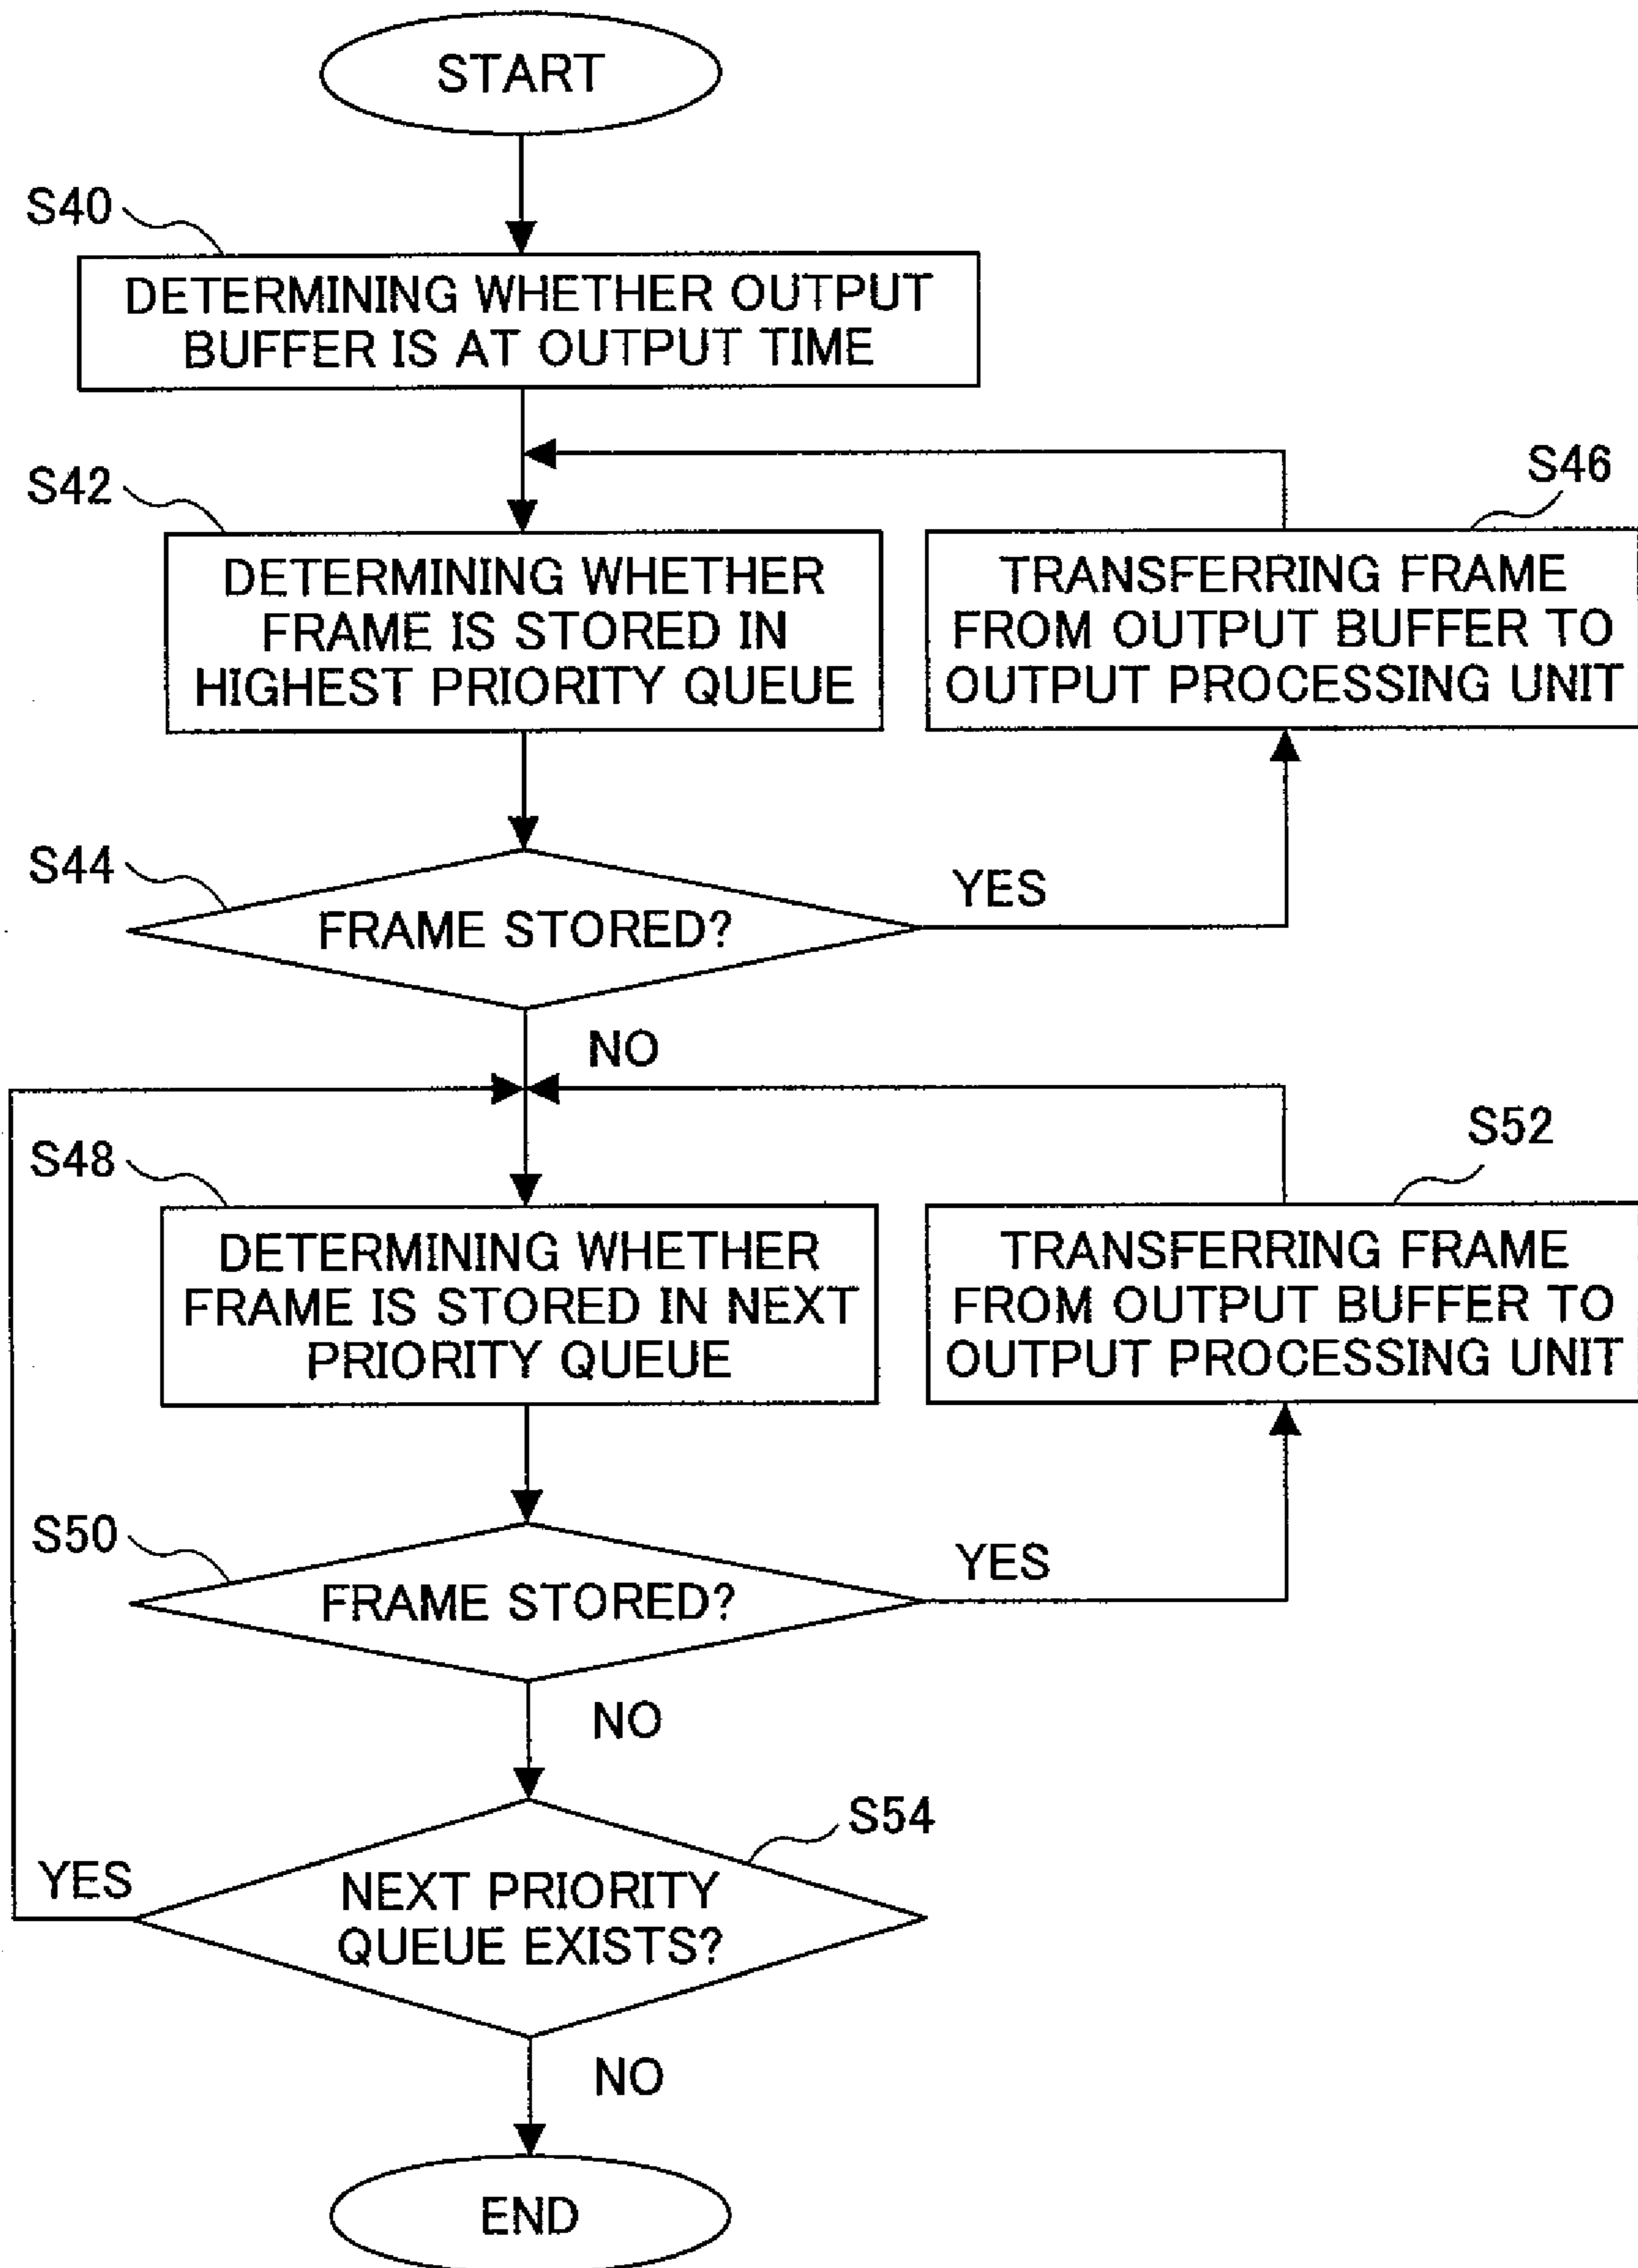 START
S40
DETERMINING WHETHER OUTPUT
BUFFER IS AT OUTPUT TIME
S42
S46
DETERMINING WHETHER
FRAME IS STORED IN
HIGHEST PRIORITY QUEUE
TRANSFERRING FRAME
FROM OUTPUT BUFFER TO
OUTPUT PROCESSING UNIT
S44
FRAME STORED?
YES
NO
S48
S52
DETERMINING WHETHER
FRAME IS STORED IN NEXT
PRIORITY QUEUE
TRANSFERRING FRAME
FROM OUTPUT BUFFER TO
OUTPUT PROCESSING UNIT
S50
FRAME STORED?
YES
NO
S54
YES
NEXT PRIORITY
QUEUE EXISTS?
NO
END